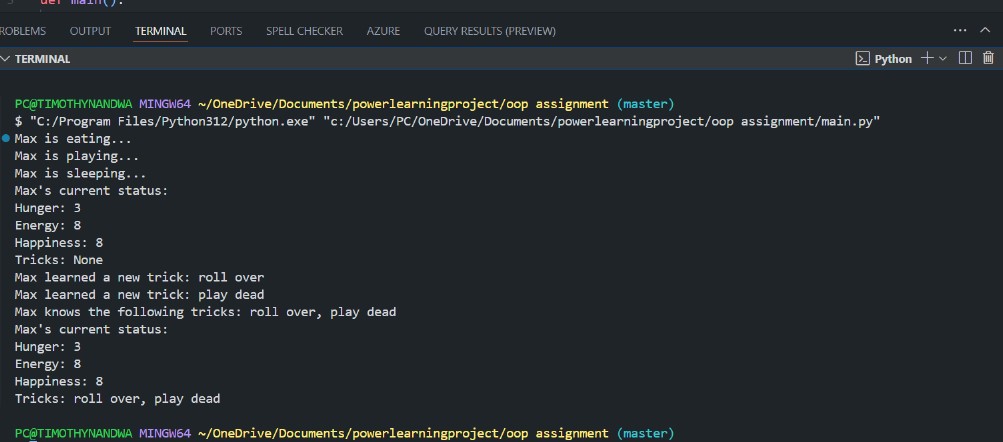 def main():
PROBLEMS OUTPUT TERMINAL PORTS SPELL CHECKER AZURE QUERY RESULTS (PREVIEW)
TERMINAL Python
PC@TIMOTHYNANDWA MINGW64 ~/OneDrive/Documents/powerlearningproject/oop assignment (master)
$ "C:/Program Files/Python312/python.exe" "c:/Users/PC/OneDrive/Documents/powerlearningproject/oop assignment/main.py"
Max is eating...
Max is playing...
Max is sleeping...
Max's current status:
Hunger: 3
Energy: 8
Happiness: 8
Tricks: None
Max learned a new trick: roll over
Max learned a new trick: play dead
Max knows the following tricks: roll over, play dead
Max's current status:
Hunger: 3
Energy: 8
Happiness: 8
Tricks: roll over, play dead
PC@TIMOTHYNANDWA MINGW64 ~/OneDrive/Documents/powerlearningproject/oop assignment (master)